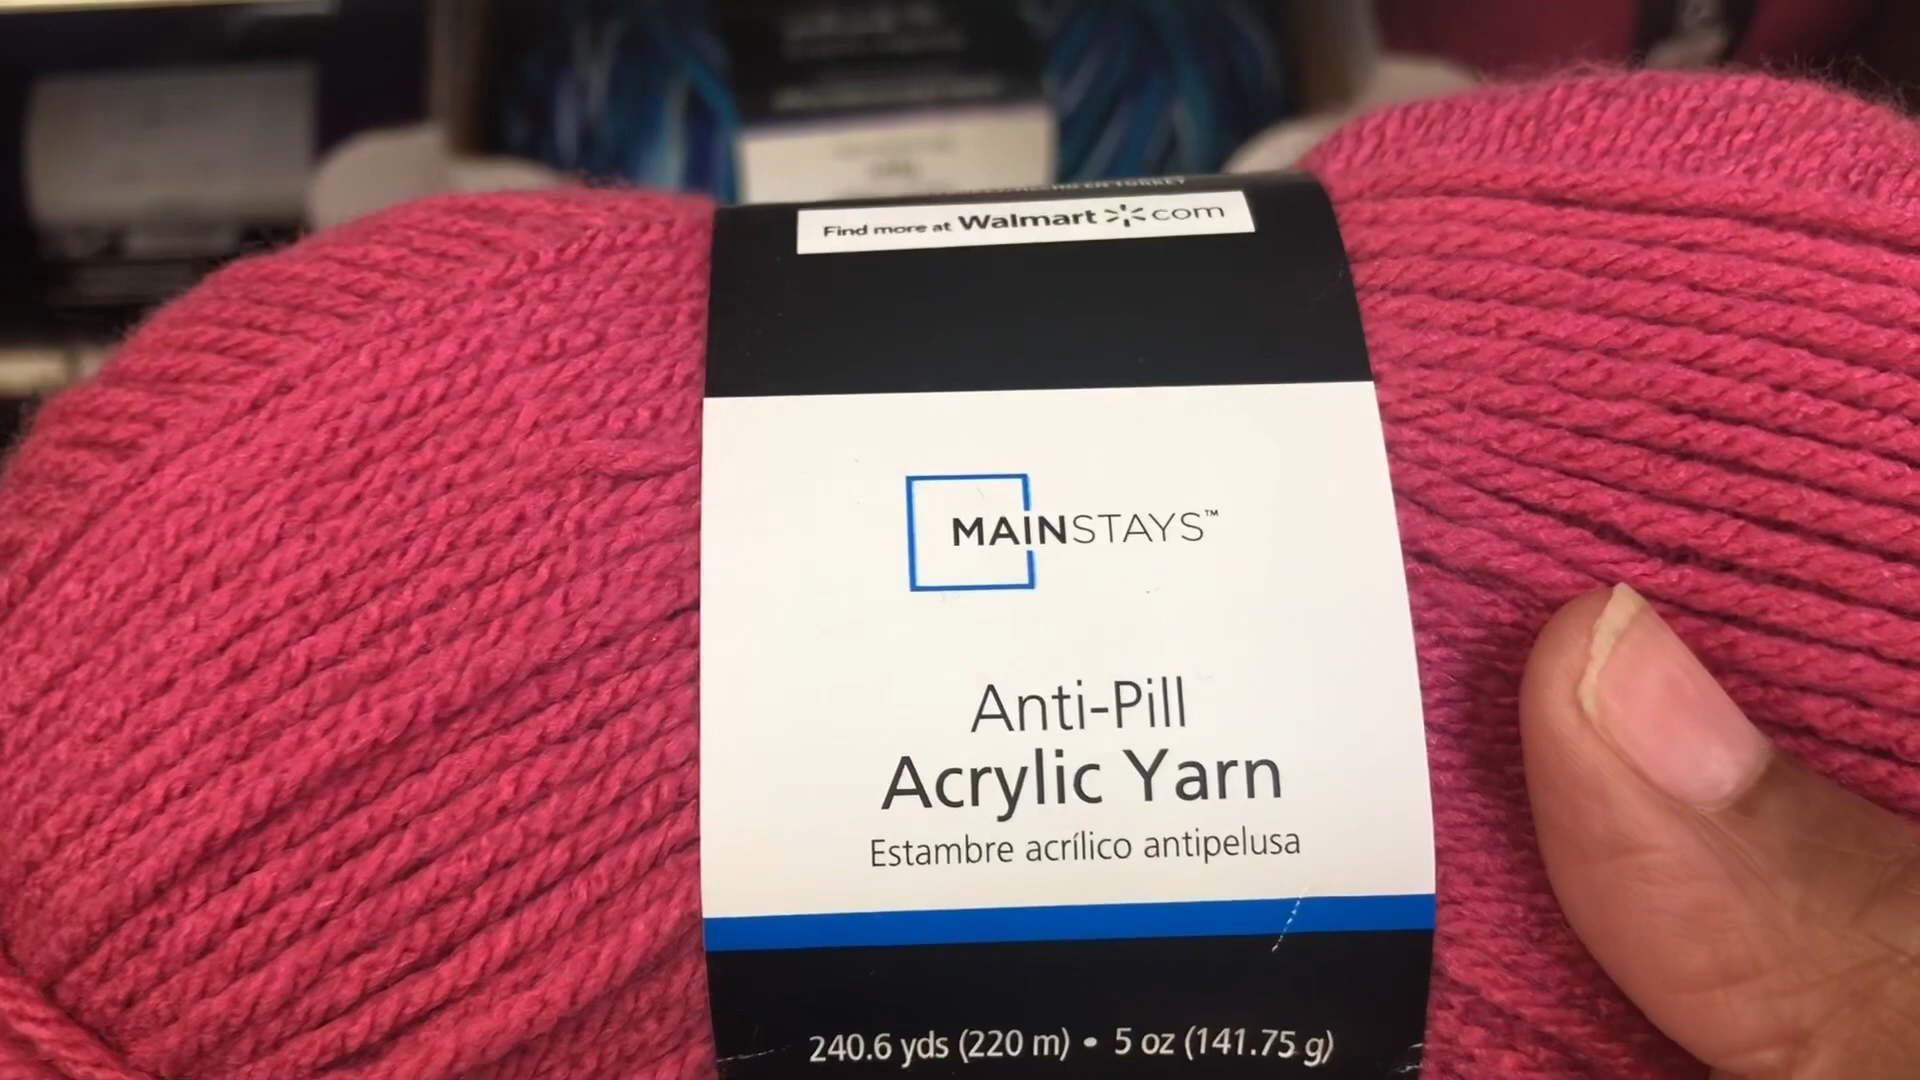 Find more at Walmart com
MAINSTAYS™
Anti-Pill
Acrylic Yarn
Estambre acrílico antipelusa
240.6 yds (220 m) • 5 oz (141.75 g)